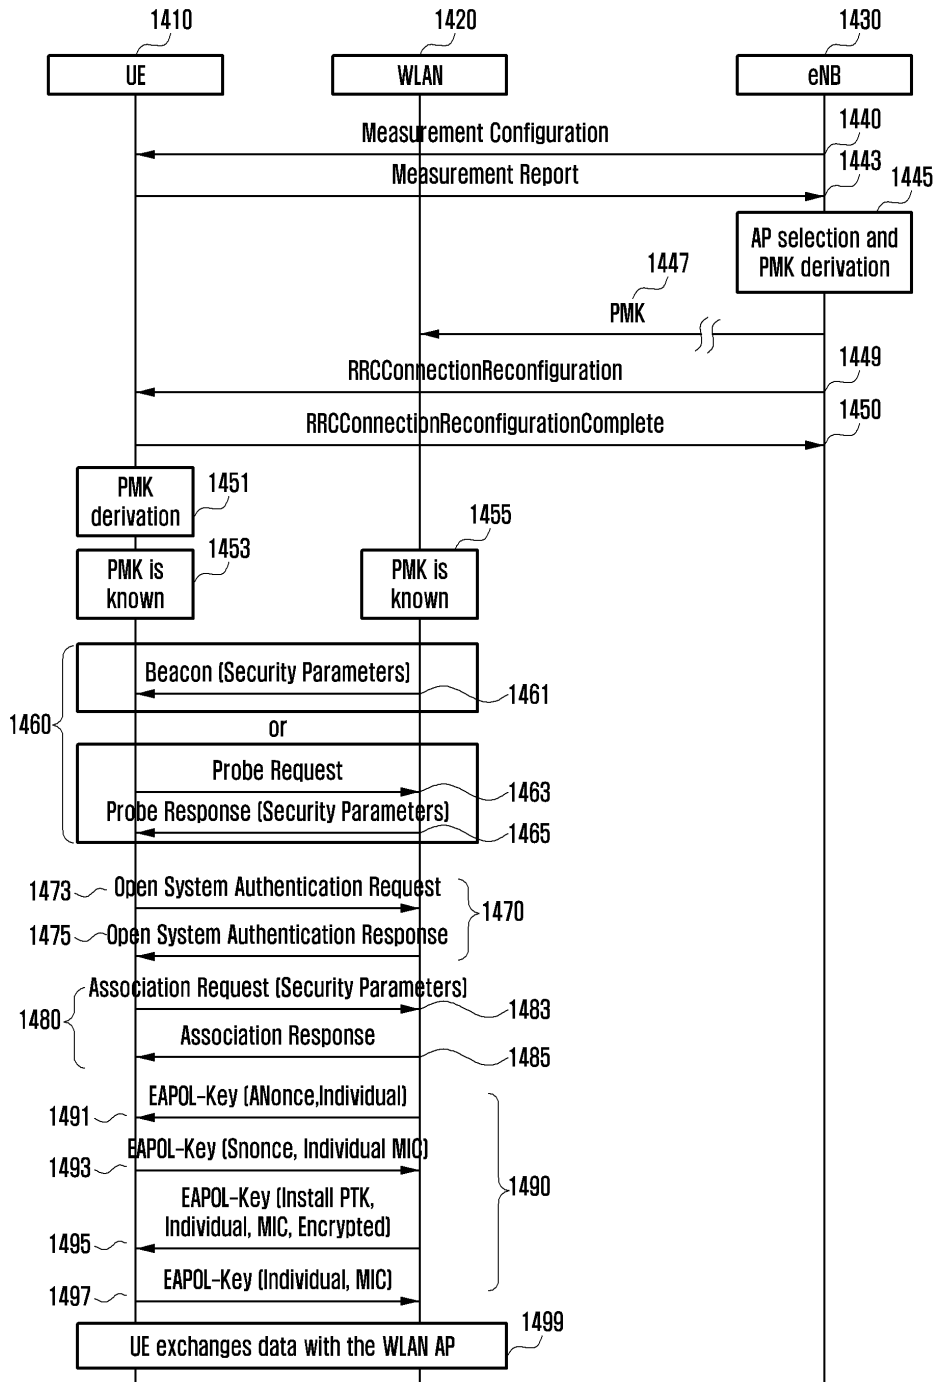 1410
1420
1430
UE
WLAN
eNB
Measurement Configuration
1440
Measurement Report
1443
1445
AP selection and
PMK derivation
1447
PMK
RRCConnectionReconfiguration
1449
RRCConnectionReconfigurationComplete
1450
PMK
derivation
1451
1455
PMK is
known
1453
PMK is
known
1460
Beacon (Security Parameters)
1461
or
Probe Request
1463
Probe Response (Security Parameters)
1465
1473
Open System Authentication Request
1470
1475
Open System Authentication Response
1480
Association Request (Security Parameters)
1483
Association Response
1485
EAPOL-Key (ANonce,Individual)
1491
EAPOL-Key (Snonce, Individual MIC)
1493
1490
EAPOL-Key (Install PTK,
Individual, MIC, Encrypted)
1495
EAPOL-Key (Individual, MIC)
1497
1499
UE exchanges data with the WLAN AP